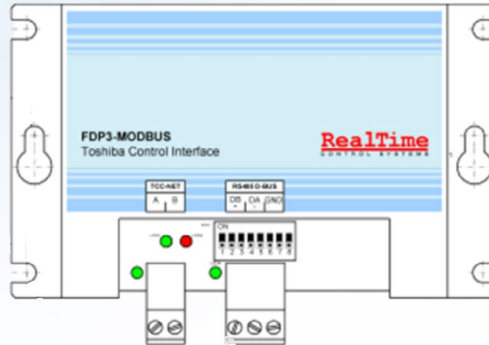 FDP3-MODBUS
Toshiba Control Interface
RealTime
CONTROL SYSTEMS
TCC-NET
A B
RS485 D-BUS
DB DA GND
+ -
ON
1 2 3 4 5 6 7 8